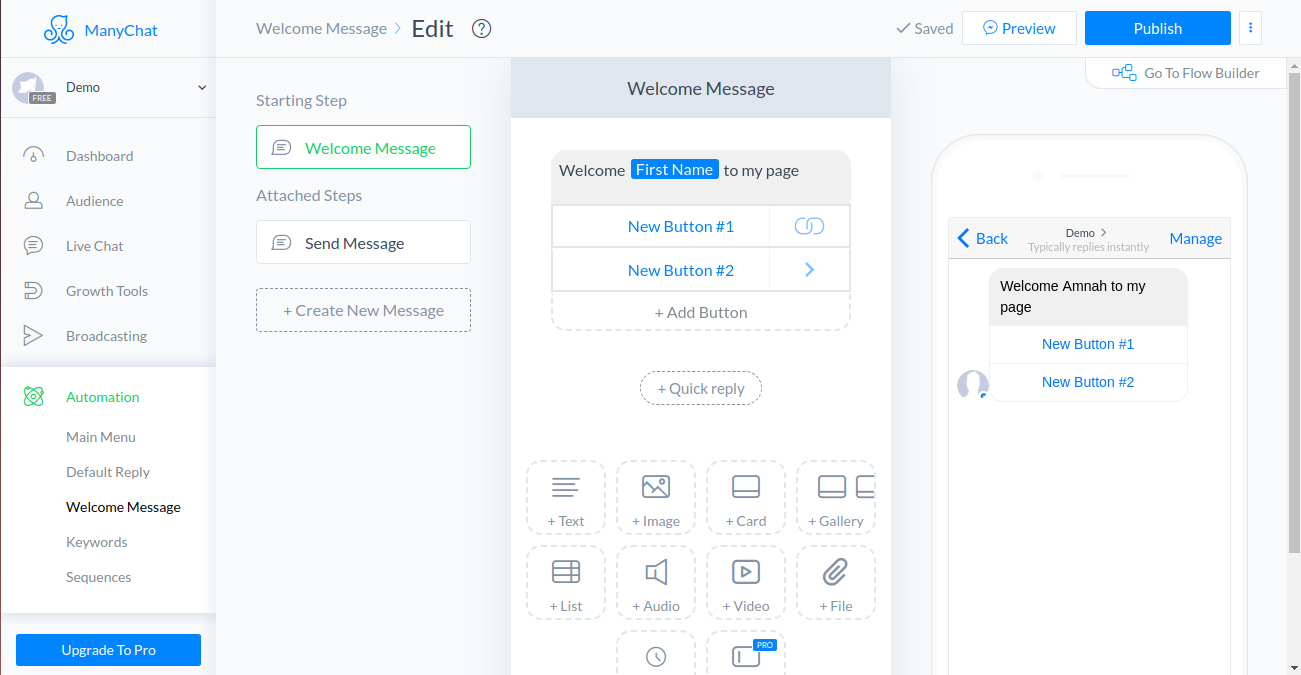 ManyChat
Welcome Message
Edit
?
Saved
Preview
Publish
Demo
FREE
Go To Flow Builder
Dashboard
Audience
Live Chat
Growth Tools
Broadcasting
Automation
Main Menu
Default Reply
Welcome Message
Keywords
Sequences
Upgrade To Pro
Starting Step
Welcome Message
Attached Steps
Send Message
+ Create New Message
Welcome Message
Welcome First Name to my page
New Button #1
New Button #2
+ Add Button
+ Quick reply
+ Text
+ Image
+ Card
+ Gallery
+ List
+ Audio
+ Video
+ File
PRO
Back
Demo
Typically replies instantly
Manage
Welcome Amnah to my
page
New Button #1
New Button #2